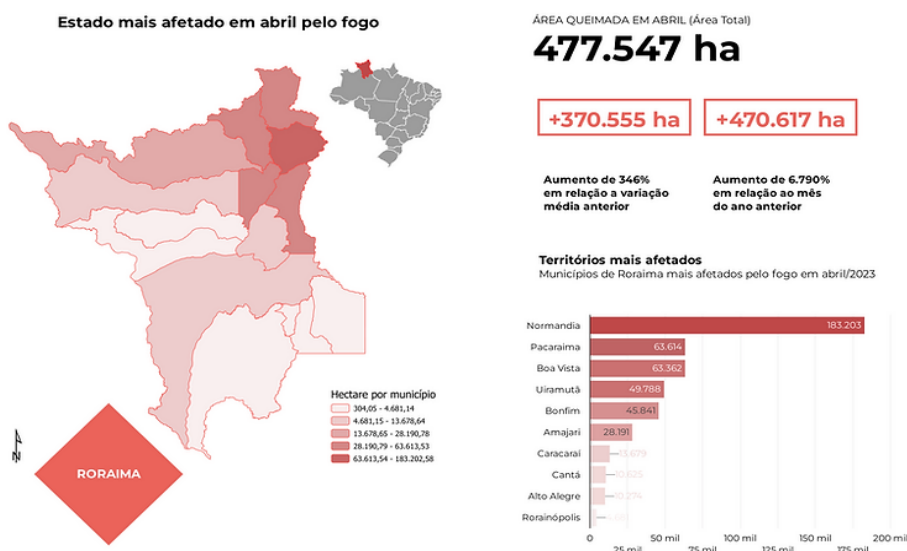 Estado mais afetado em abril pelo fogo
ÁREA QUEIMADA EM ABRIL (Área Total)
477.547 ha
+370.555 ha
+470.617 ha
Aumento de 346%
em relação a variação
média anterior
Aumento de 6.790%
em relação ao mês
do ano anterior
Territórios mais afetados
Municípios de Roraima mais afetados pelo fogo em abril/2023
Normandia 183.203
Pacaraima 63.614
Boa Vista 63.362
Uiramutã 49.788
Bonfim 45.841
Amajari 28.191
Caracaraí 13.679
Cantá 10.625
Alto Alegre 10.274
Rorainópolis
0 50 mil 100 mil 150 mil 200 mil
25 mil 75 mil 125 mil 175 mil
Hectare por município
304,05 - 4.681,14
4.681,15 - 13.678,64
13.678,65 - 28.190,78
28.190,79 - 63.613,53
63.613,54 - 183.202,58
N
RORAIMA